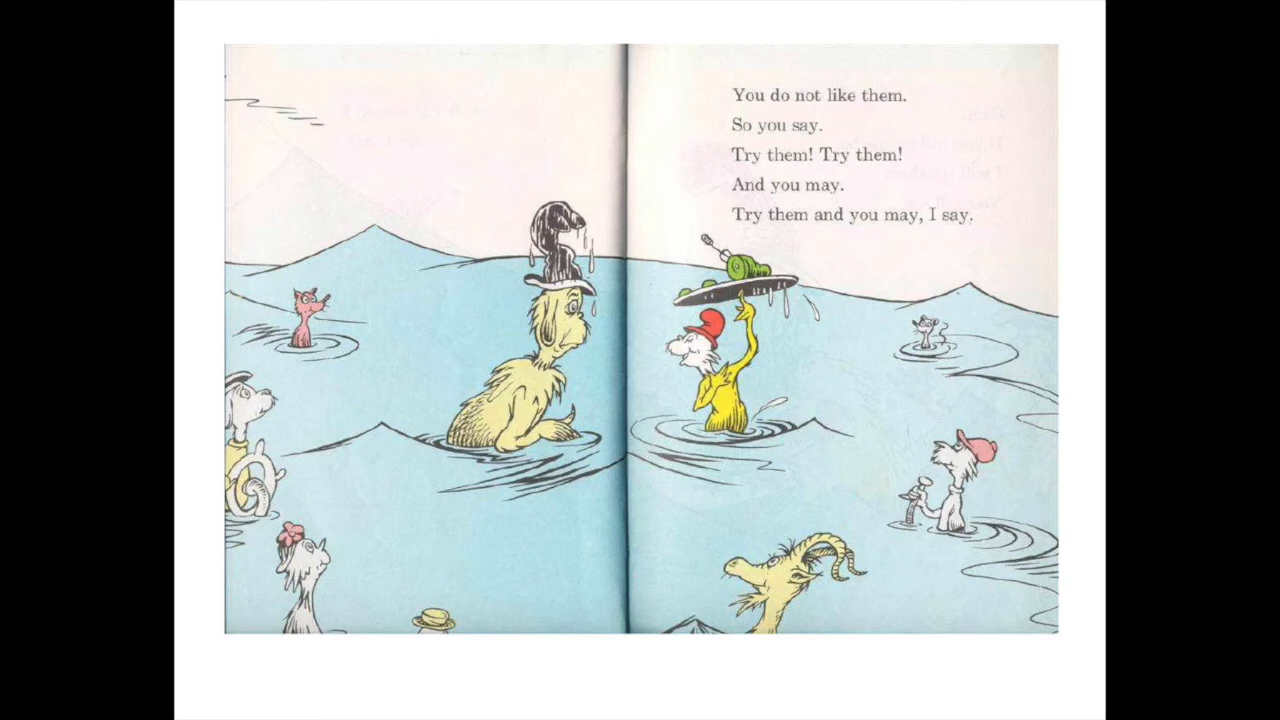 You do not like them.
So you say.
Try them! Try them!
And you may.
Try them and you may, I say.